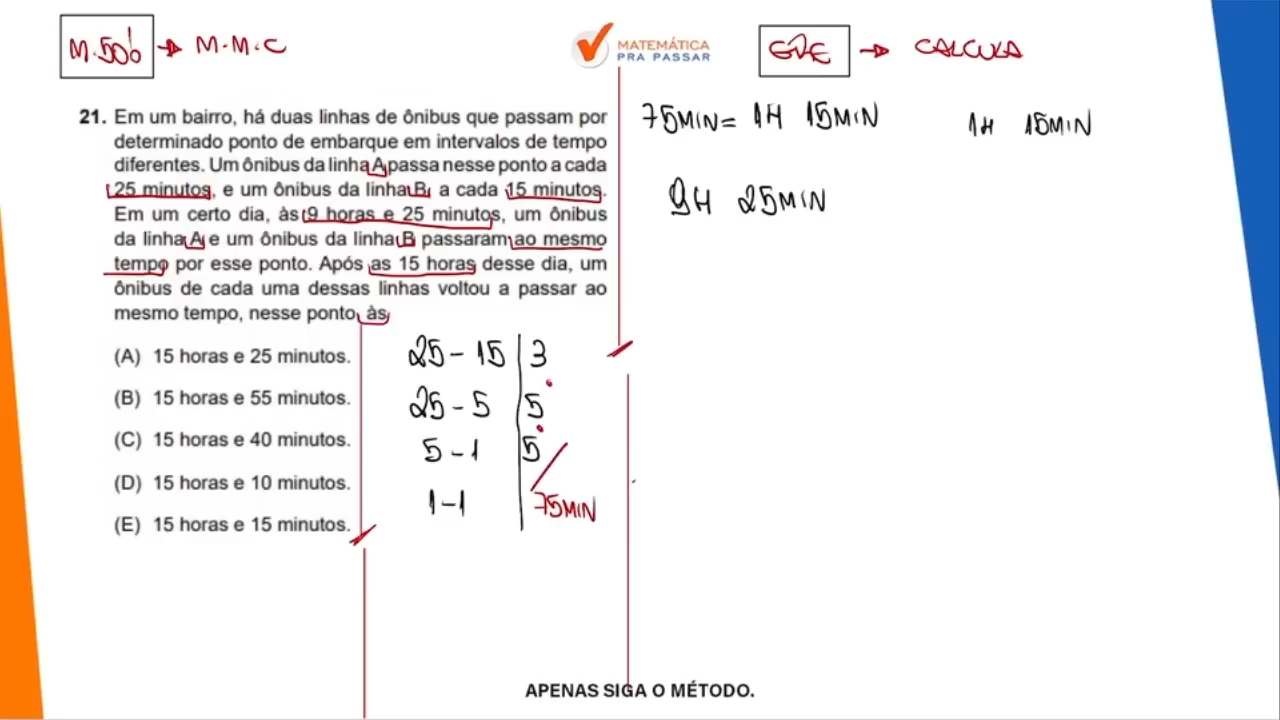 M.500 → M.M.C
MATEMÁTICA
PRA PASSAR
→ CALCULA
21. Em um bairro, há duas linhas de ônibus que passam por
determinado ponto de embarque em intervalos de tempo
diferentes. Um ônibus da linha A passa nesse ponto a cada
25 minutos, e um ônibus da linha B, a cada 15 minutos.
Em um certo dia, às 9 horas e 25 minutos, um ônibus
da linha A e um ônibus da linha B passaram ao mesmo
tempo por esse ponto. Após as 15 horas desse dia, um
ônibus de cada uma dessas linhas voltou a passar ao
mesmo tempo, nesse ponto, às
(A) 15 horas e 25 minutos.
(B) 15 horas e 55 minutos.
(C) 15 horas e 40 minutos.
(D) 15 horas e 10 minutos.
(E) 15 horas e 15 minutos.
25 - 15 | 3
25 - 5 | 5
5 - 1 | 5
1 - 1 | 75MIN
75MIN = 1H 15MIN
1H 15MIN
9H 25MIN
APENAS SIGA O MÉTODO.